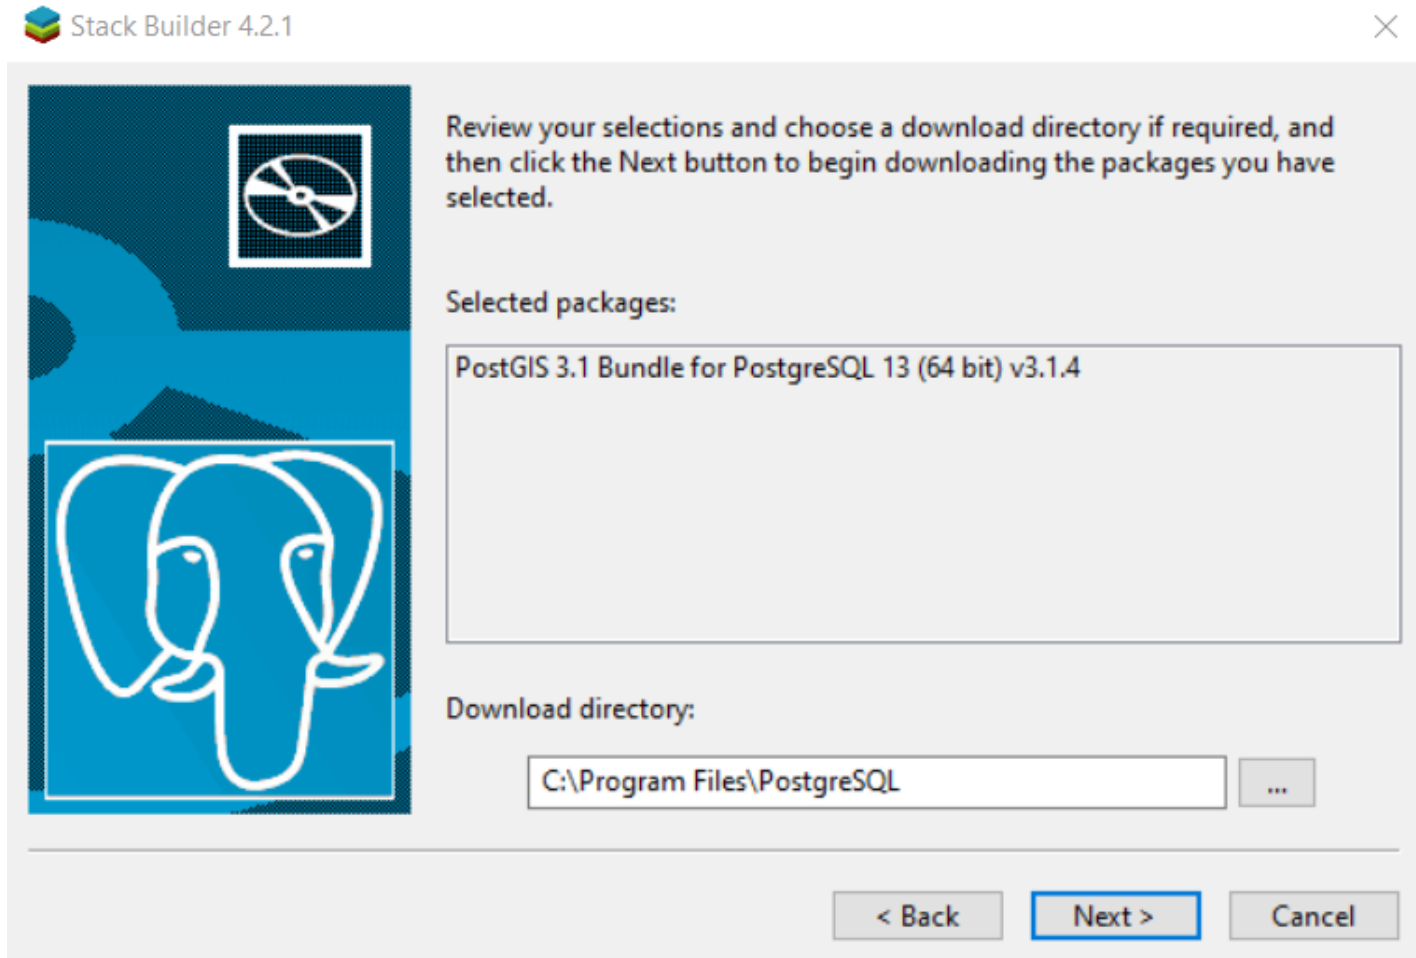 Stack Builder 4.2.1
Review your selections and choose a download directory if required, and
then click the Next button to begin downloading the packages you have
selected.
Selected packages:
PostGIS 3.1 Bundle for PostgreSQL 13 (64 bit) v3.1.4
Download directory:
C:\Program Files\PostgreSQL
...
< Back
Next >
Cancel